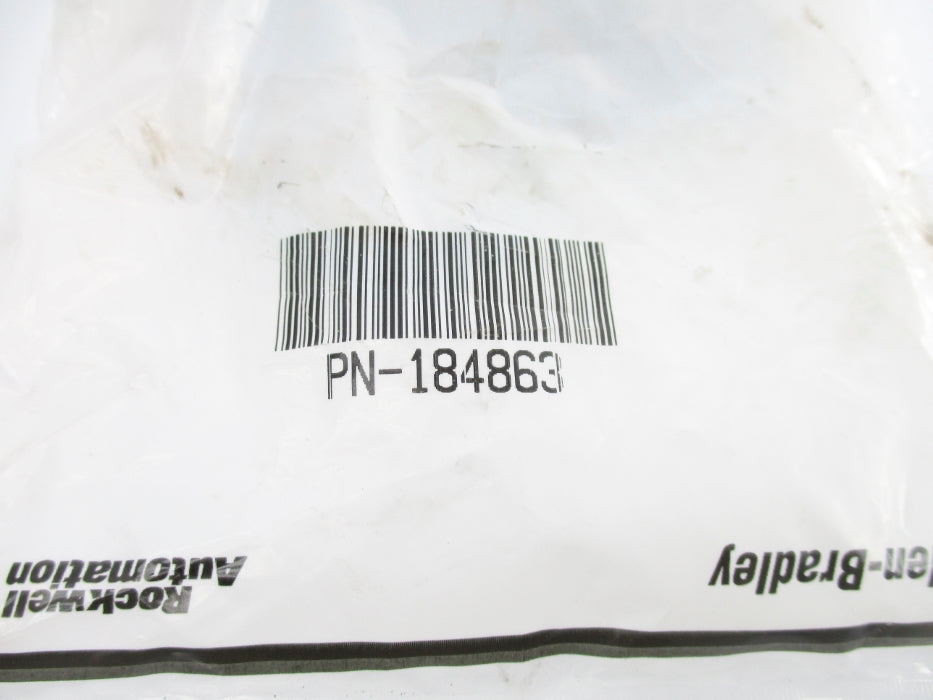 PN-184863
Rockwell
Automation
len-Bradley